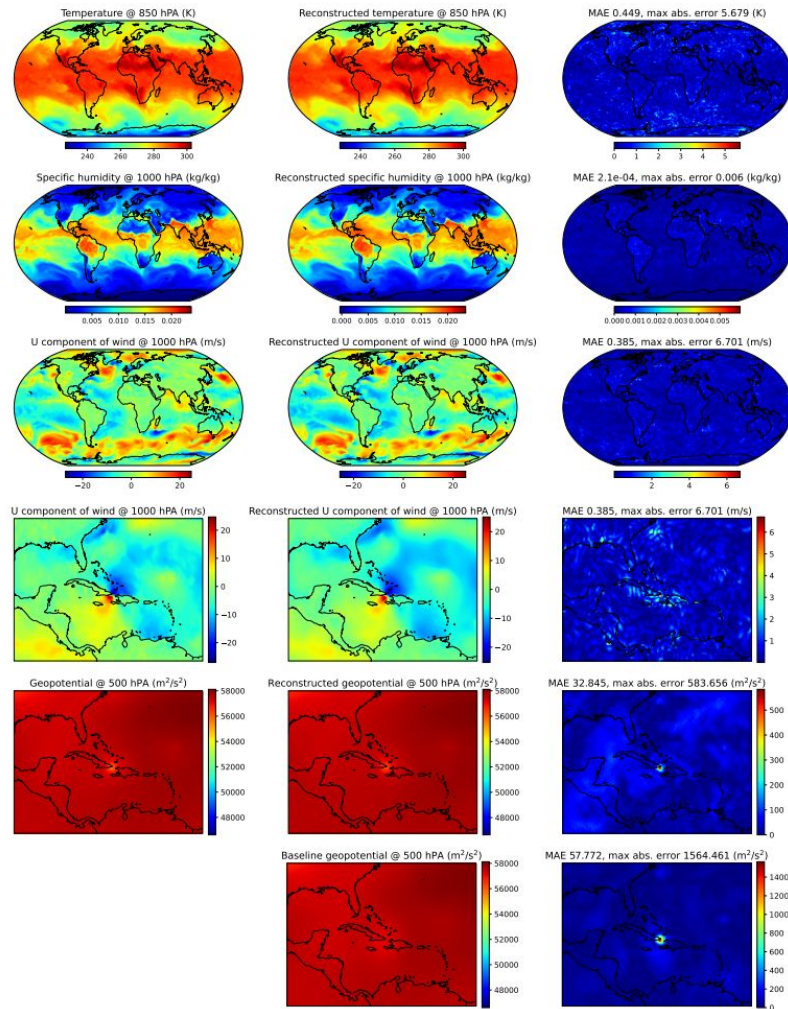 Temperature @ 850 hPA (K)
Reconstructed temperature @ 850 hPA (K)
MAE 0.449, max abs. error 5.679 (K)
240 260 280 300
240 260 280 300
0 1 2 3 4 5
Specific humidity @ 1000 hPA (kg/kg)
Reconstructed specific humidity @ 1000 hPA (kg/kg)
MAE 2.1e-04, max abs. error 0.006 (kg/kg)
0.005 0.010 0.015 0.020
0.000 0.005 0.010 0.015 0.020
0.000 0.001 0.002 0.003 0.004 0.005
U component of wind @ 1000 hPA (m/s)
Reconstructed U component of wind @ 1000 hPA (m/s)
MAE 0.385, max abs. error 6.701 (m/s)
−20 0 20
−20 0 20
2 4 6
U component of wind @ 1000 hPA (m/s)
20
10
0
−10
−20
Reconstructed U component of wind @ 1000 hPA (m/s)
20
10
0
−10
−20
MAE 0.385, max abs. error 6.701 (m/s)
6
5
4
3
2
1
Geopotential @ 500 hPA (m²/s²)
58000
56000
54000
52000
50000
48000
Reconstructed geopotential @ 500 hPA (m²/s²)
58000
56000
54000
52000
50000
48000
MAE 32.845, max abs. error 583.656 (m²/s²)
500
400
300
200
100
0
Baseline geopotential @ 500 hPA (m²/s²)
58000
56000
54000
52000
50000
48000
MAE 57.772, max abs. error 1564.461 (m²/s²)
1400
1200
1000
800
600
400
200
0